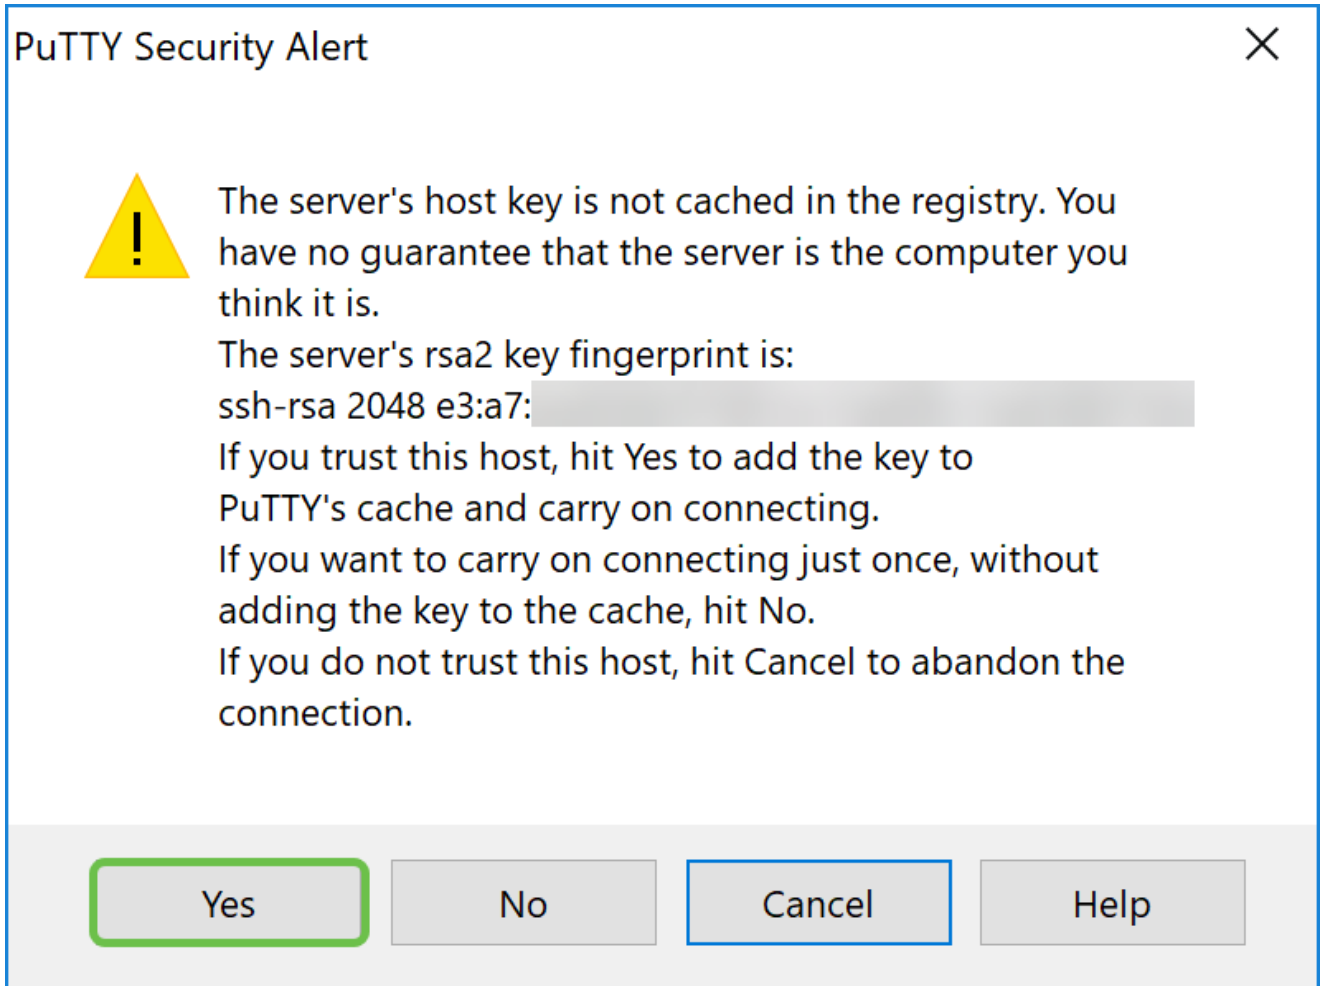 PuTTY Security Alert
The server's host key is not cached in the registry. You
have no guarantee that the server is the computer you
think it is.
The server's rsa2 key fingerprint is:
ssh-rsa 2048 e3:a7:
If you trust this host, hit Yes to add the key to
PuTTY's cache and carry on connecting.
If you want to carry on connecting just once, without
adding the key to the cache, hit No.
If you do not trust this host, hit Cancel to abandon the
connection.
Yes No Cancel Help